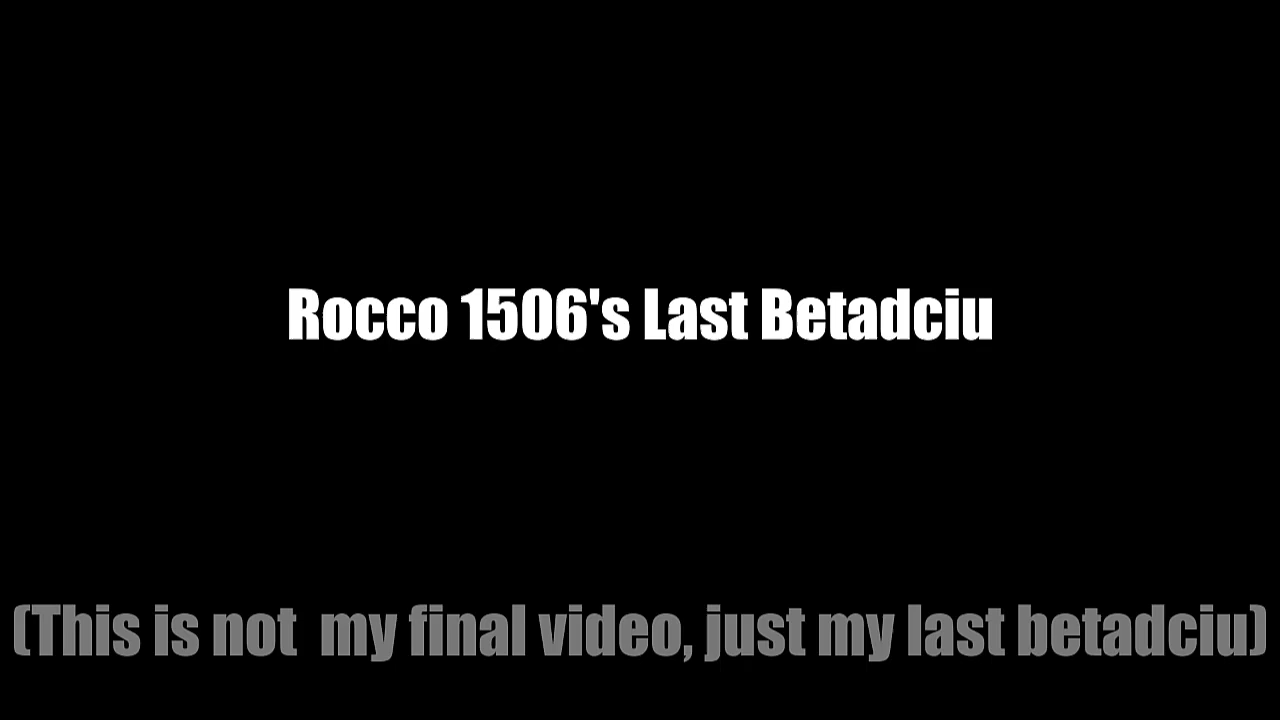 Rocco 1506's Last Betadciu
(This is not  my final video, just my last betadciu)